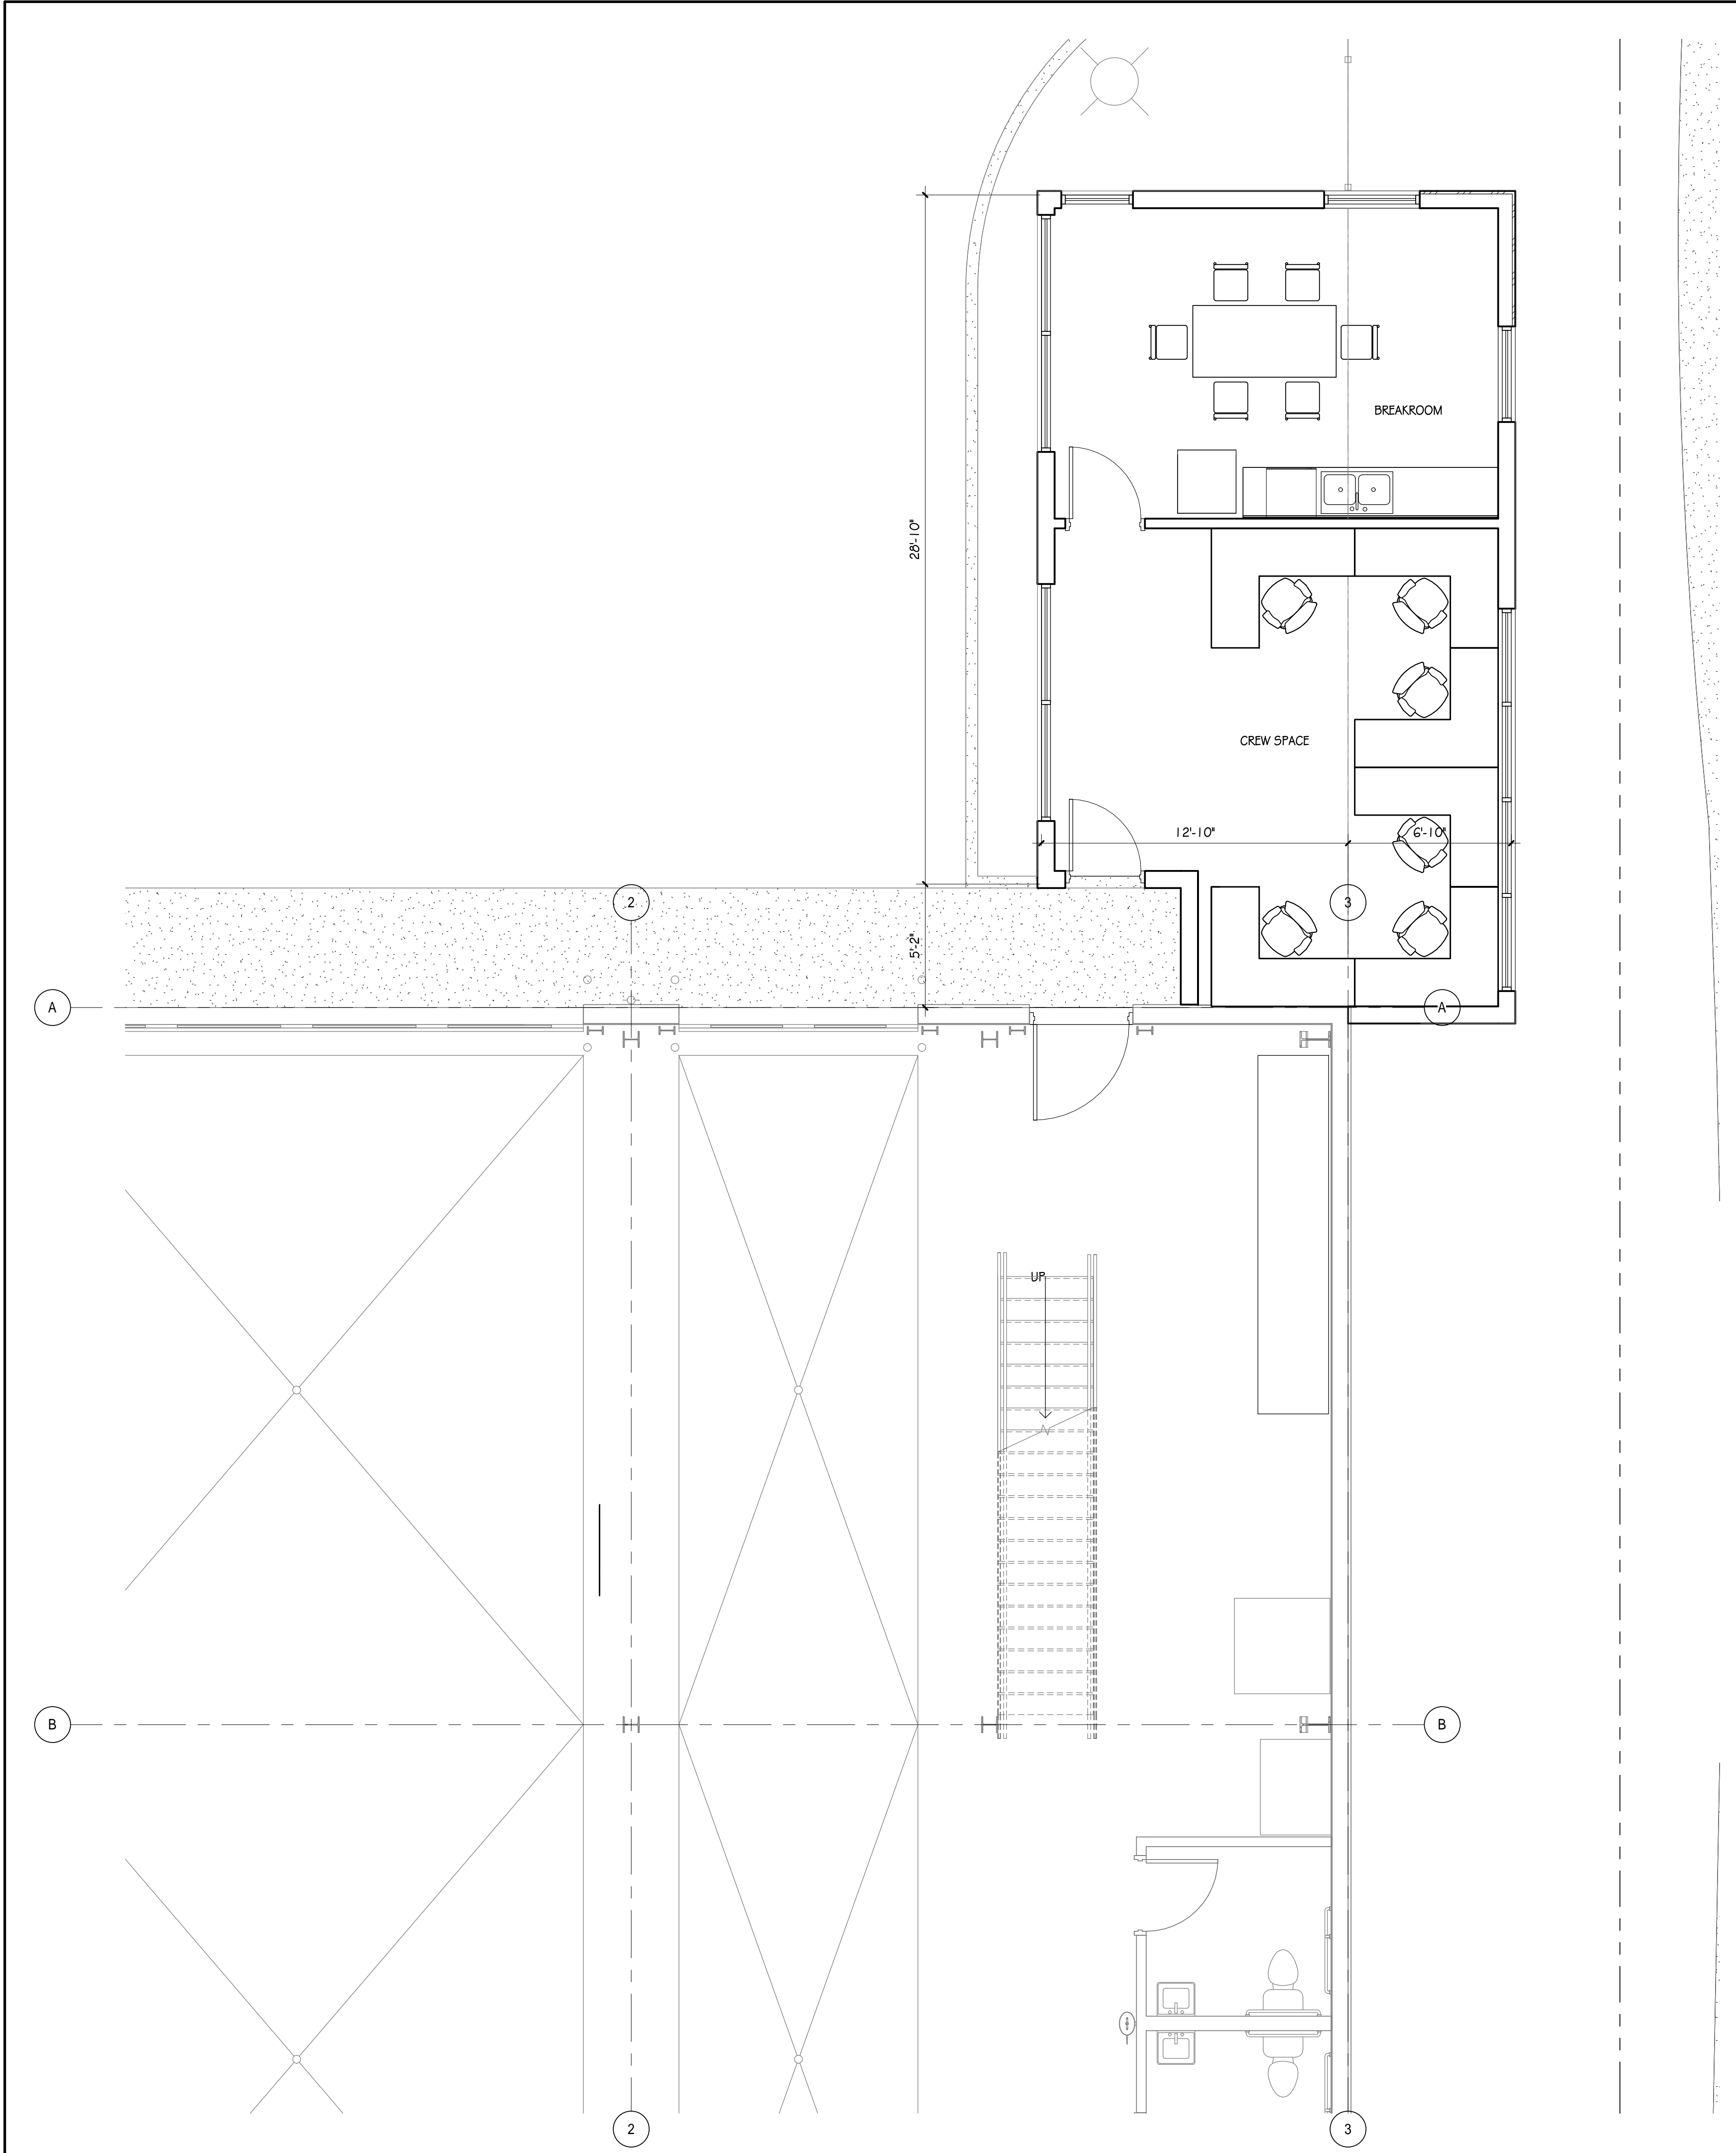 BREAKROOM
28'-10"
CREW SPACE
12'-10"
6'-10"
2
3
5'-2"
A
A
UP
B
B
2
3